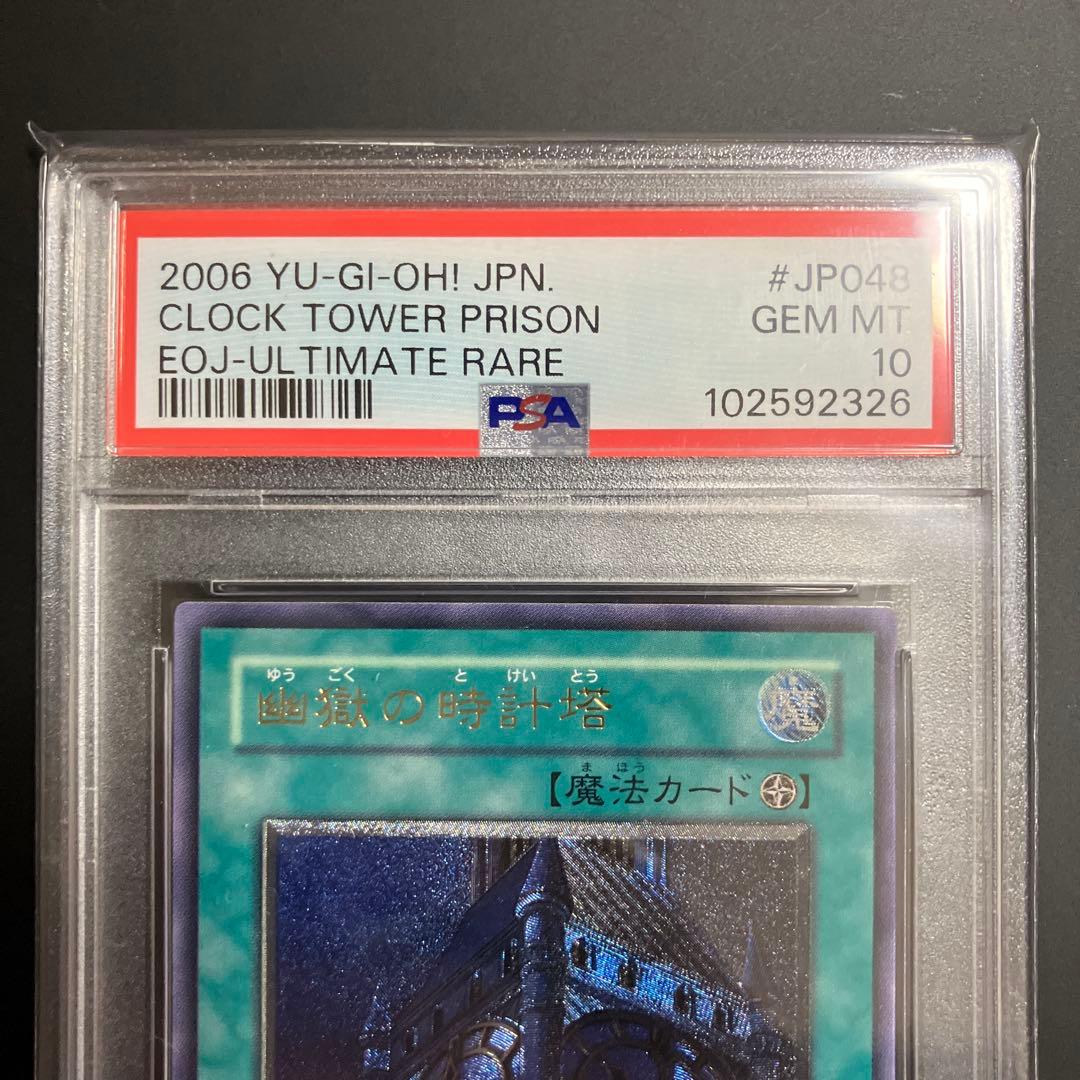 2006 YU-GI-OH! JPN. #JP048
CLOCK TOWER PRISON GEM MT
EOJ-ULTIMATE RARE 10
PSA 102592326
ゆう ごく と けい とう
幽獄の時計塔 魔
ま ほう
【魔法カード】